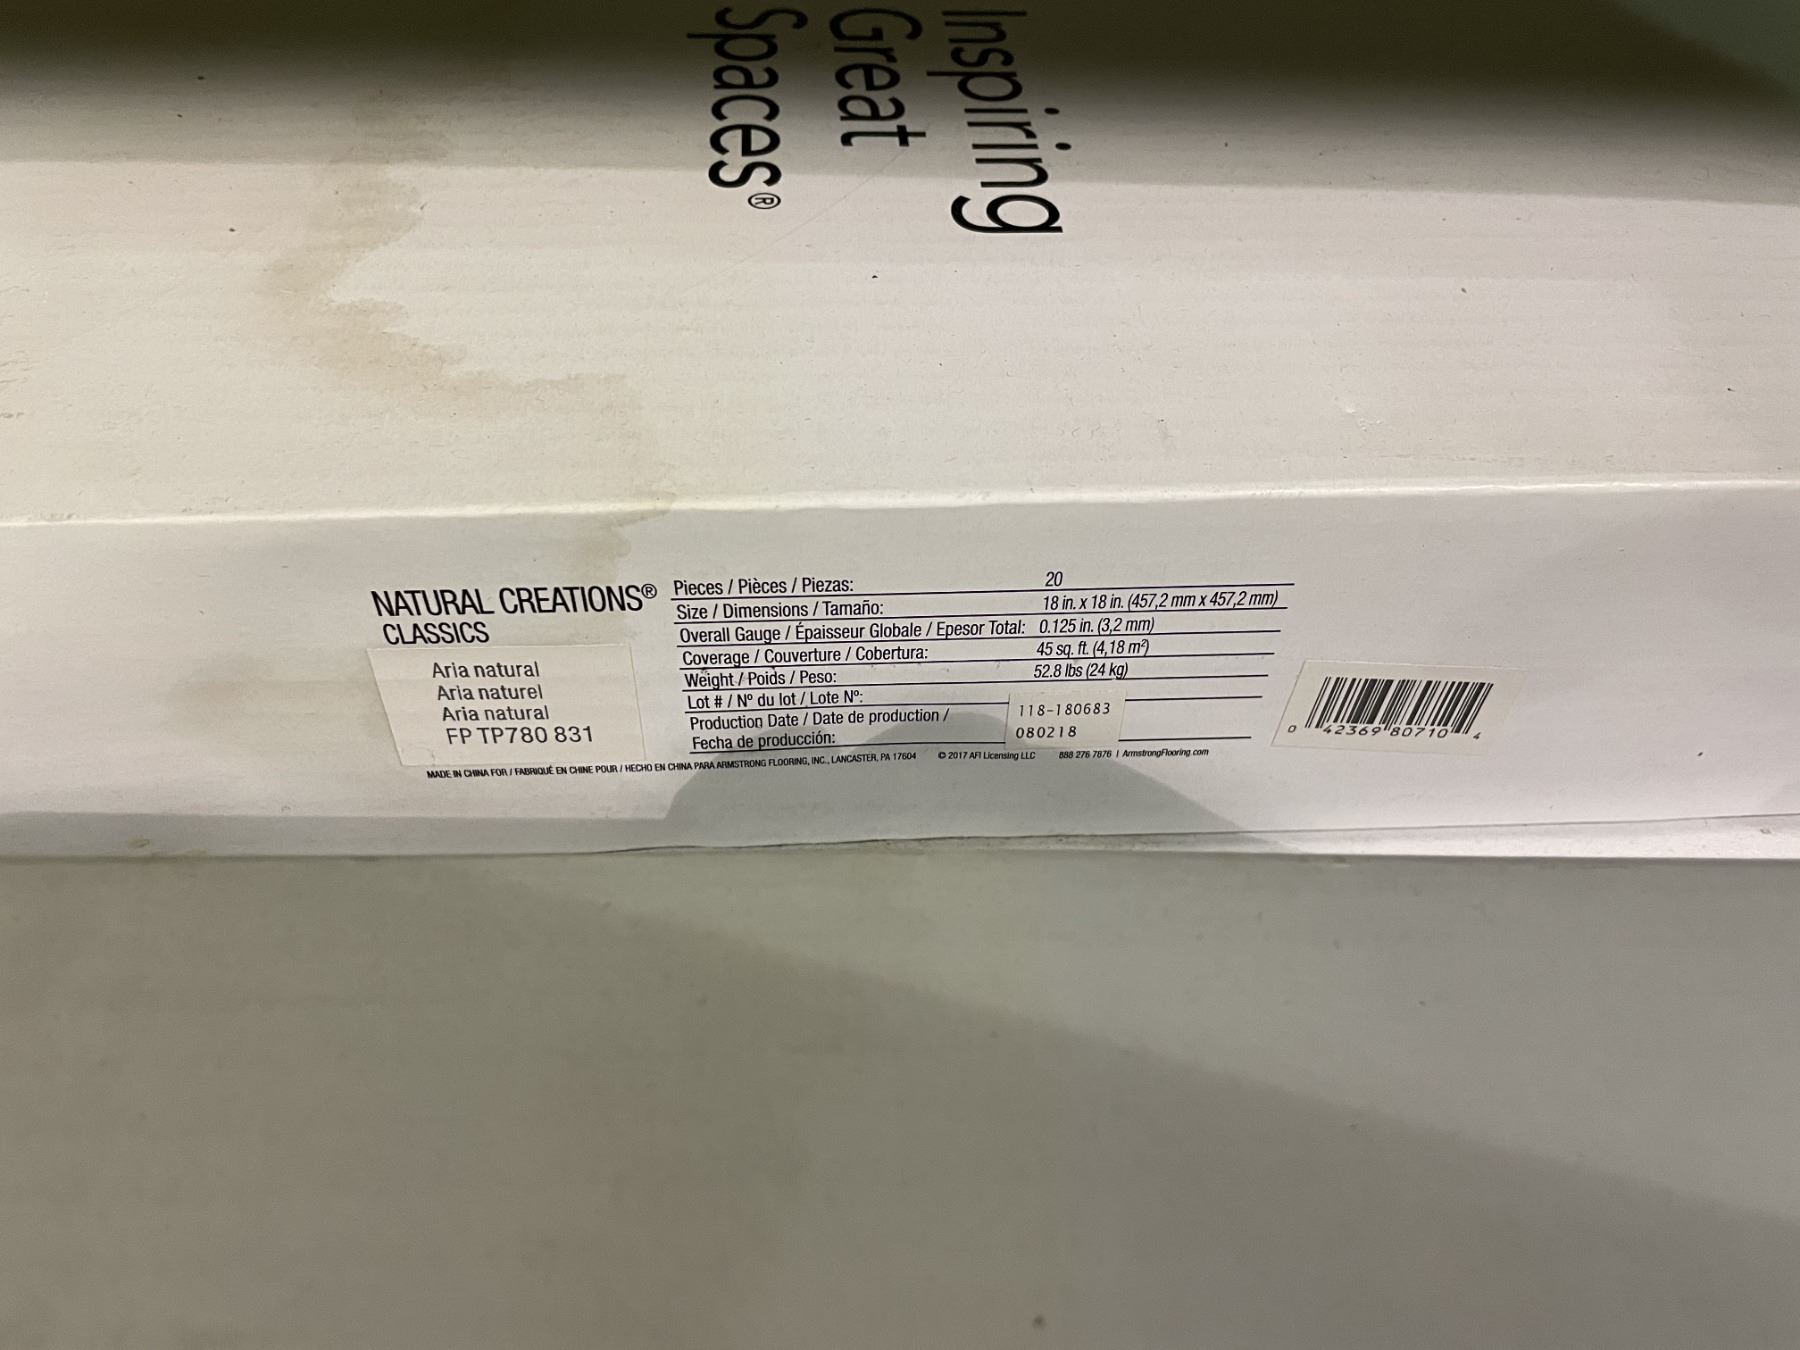 Inspiring
Great
Spaces®
NATURAL CREATIONS®
CLASSICS
Aria natural
Aria naturel
Aria natural
FP TP780 831
Pieces / Pièces / Piezas: 20
Size / Dimensions / Tamaño: 18 in. x 18 in. (457,2 mm x 457,2 mm)
Overall Gauge / Épaisseur Globale / Epesor Total: 0.125 in. (3,2 mm)
Coverage / Couverture / Cobertura: 45 sq. ft. (4,18 m²)
Weight / Poids / Peso: 52.8 lbs (24 kg)
Lot # / Nº du lot / Lote Nº: 118-180683
Production Date / Date de production /
Fecha de producción: 080218
MADE IN CHINA FOR / FABRIQUÉ EN CHINE POUR / HECHO EN CHINA PARA ARMSTRONG FLOORING, INC., LANCASTER, PA 17604 © 2017 AFI Licensing LLC 888 276 7876 | ArmstrongFlooring.com
0 42369 80710 4